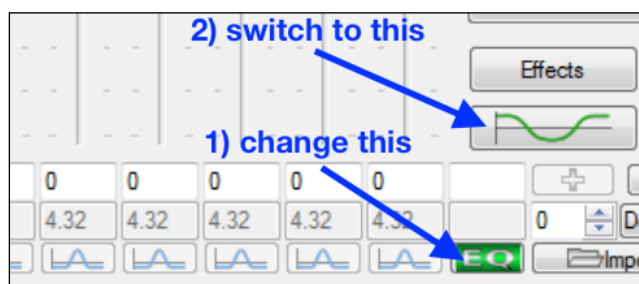 2) switch to this
Effects
1) change this
0 0 0 0 0
4.32 4.32 4.32 4.32 4.32 0
EQ